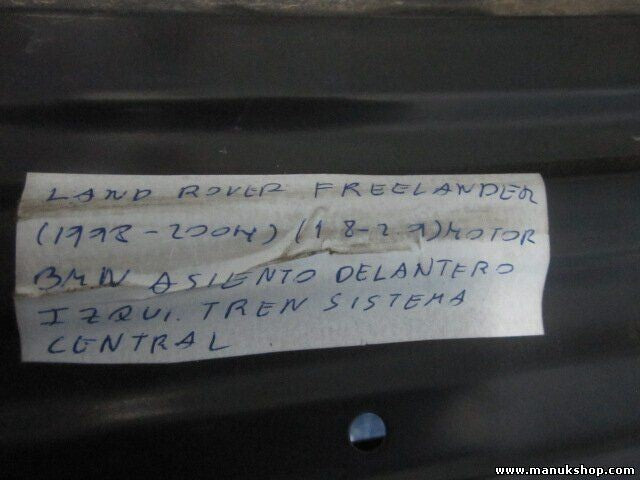 LAND ROVER FREELANDER
(1998-2004) (1.8-2.0) MOTOR
BMW ASIENTO DELANTERO
IZQUI. TREN SISTEMA
CENTRAL
www.manukshop.com